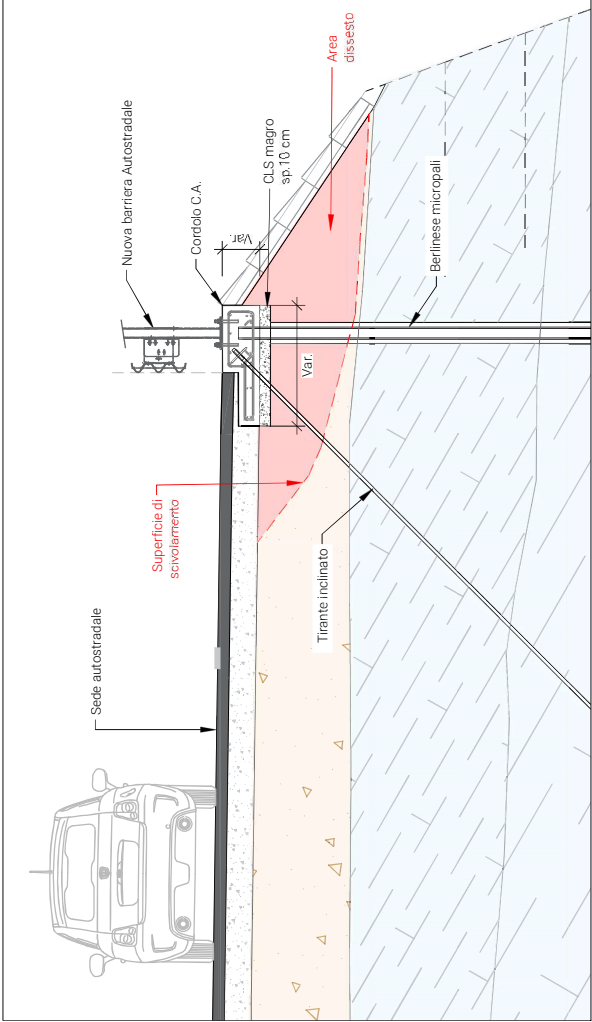 Sede autostradale
Superficie di
scivolamento
Tirante inclinato
Nuova barriera Autostradale
Cordolo C.A.
Var.
CLS magro
sp.10 cm
Var.
Area
dissesto
Berlinese micropali